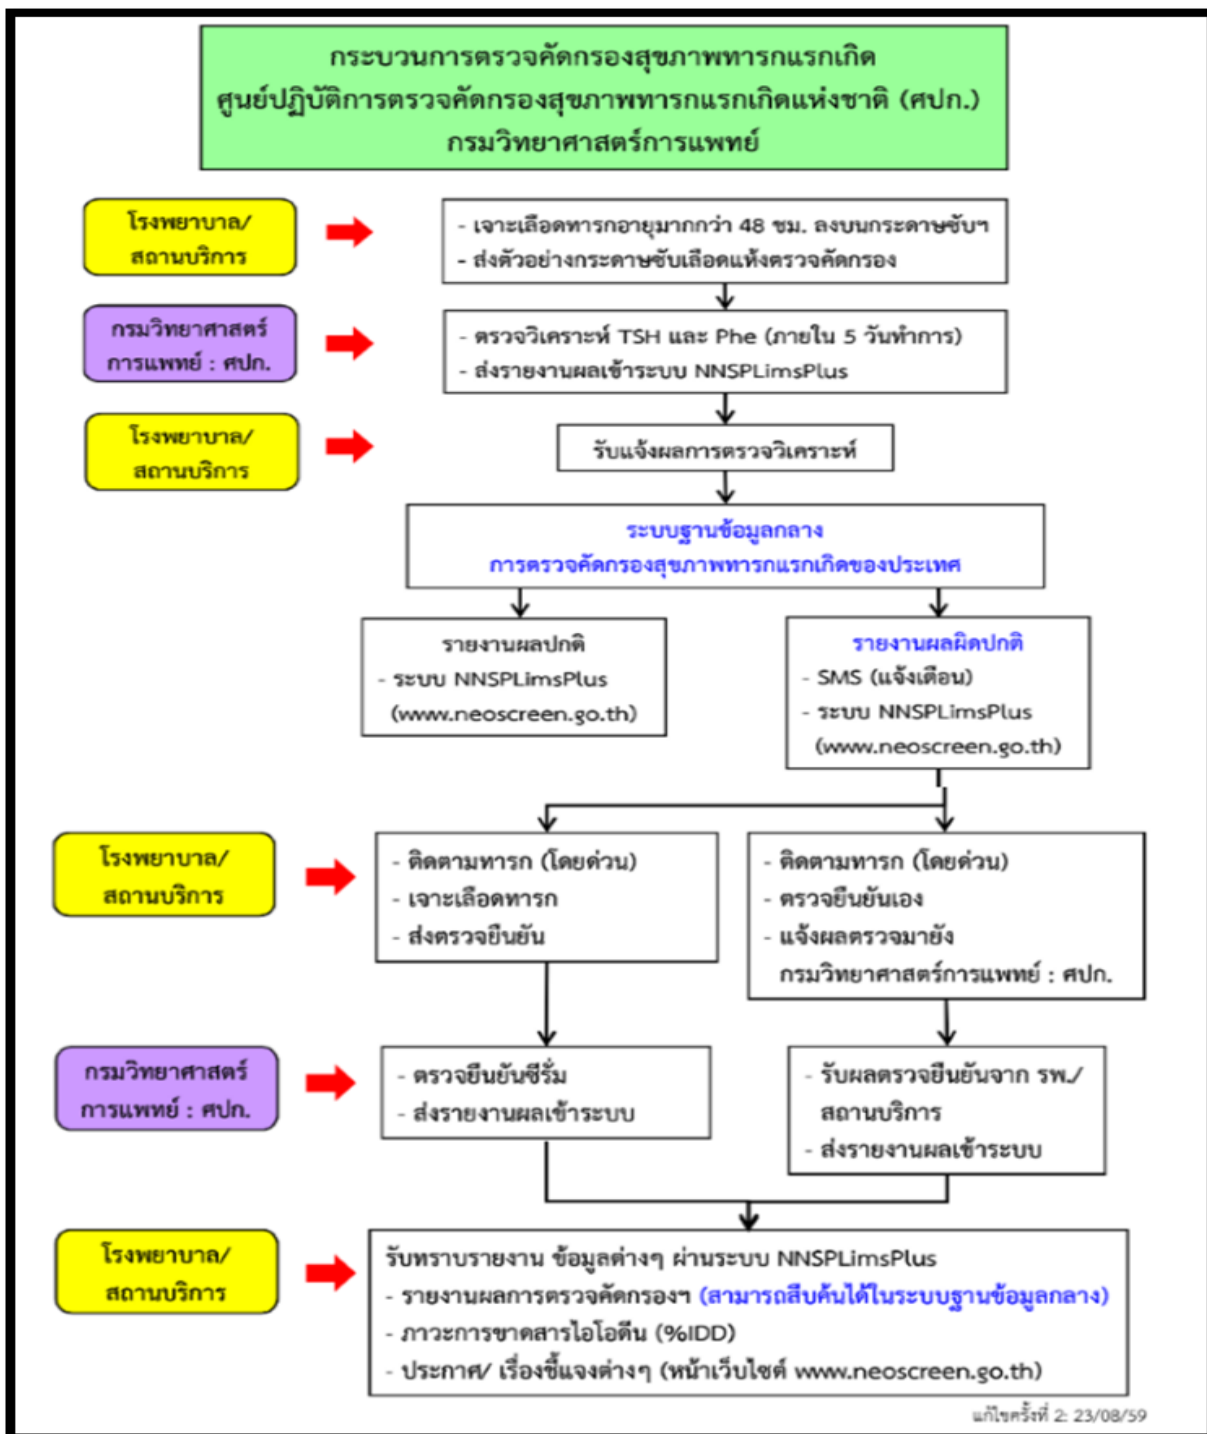 กระบวนการตรวจคัดกรองสุขภาพทารกแรกเกิด
ศูนย์ปฏิบัติการตรวจคัดกรองสุขภาพทารกแรกเกิดแห่งชาติ (ศปก.)
กรมวิทยาศาสตร์การแพทย์
โรงพยาบาล/
สถานบริการ
- เจาะเลือดทารกอายุมากกว่า 48 ชม. ลงบนกระดาษซับฯ
- ส่งตัวอย่างกระดาษซับเลือดแห้งตรวจคัดกรอง
กรมวิทยาศาสตร์
การแพทย์ : ศปก.
- ตรวจวิเคราะห์ TSH และ Phe (ภายใน 5 วันทำการ)
- ส่งรายงานผลเข้าระบบ NNSPLimsPlus
โรงพยาบาล/
สถานบริการ
รับแจ้งผลการตรวจวิเคราะห์
ระบบฐานข้อมูลกลาง
การตรวจคัดกรองสุขภาพทารกแรกเกิดของประเทศ
รายงานผลปกติ
- ระบบ NNSPLimsPlus
(www.neoscreen.go.th)
รายงานผลผิดปกติ
- SMS (แจ้งเตือน)
- ระบบ NNSPLimsPlus
(www.neoscreen.go.th)
โรงพยาบาล/
สถานบริการ
- ติดตามทารก (โดยด่วน)
- เจาะเลือดทารก
- ส่งตรวจยืนยัน
- ติดตามทารก (โดยด่วน)
- ตรวจยืนยันเอง
- แจ้งผลตรวจมายัง
กรมวิทยาศาสตร์การแพทย์ : ศปก.
กรมวิทยาศาสตร์
การแพทย์ : ศปก.
- ตรวจยืนยันซีรั่ม
- ส่งรายงานผลเข้าระบบ
- รับผลตรวจยืนยันจาก รพ./
สถานบริการ
- ส่งรายงานผลเข้าระบบ
โรงพยาบาล/
สถานบริการ
รับทราบรายงาน ข้อมูลต่างๆ ผ่านระบบ NNSPLimsPlus
- รายงานผลการตรวจคัดกรองฯ (สามารถสืบค้นได้ในระบบฐานข้อมูลกลาง)
- ภาวะการขาดสารไอโอดีน (%IDD)
- ประกาศ/ เรื่องชี้แจงต่างๆ (หน้าเว็บไซต์ www.neoscreen.go.th)
แก้ไขครั้งที่ 2: 23/08/59